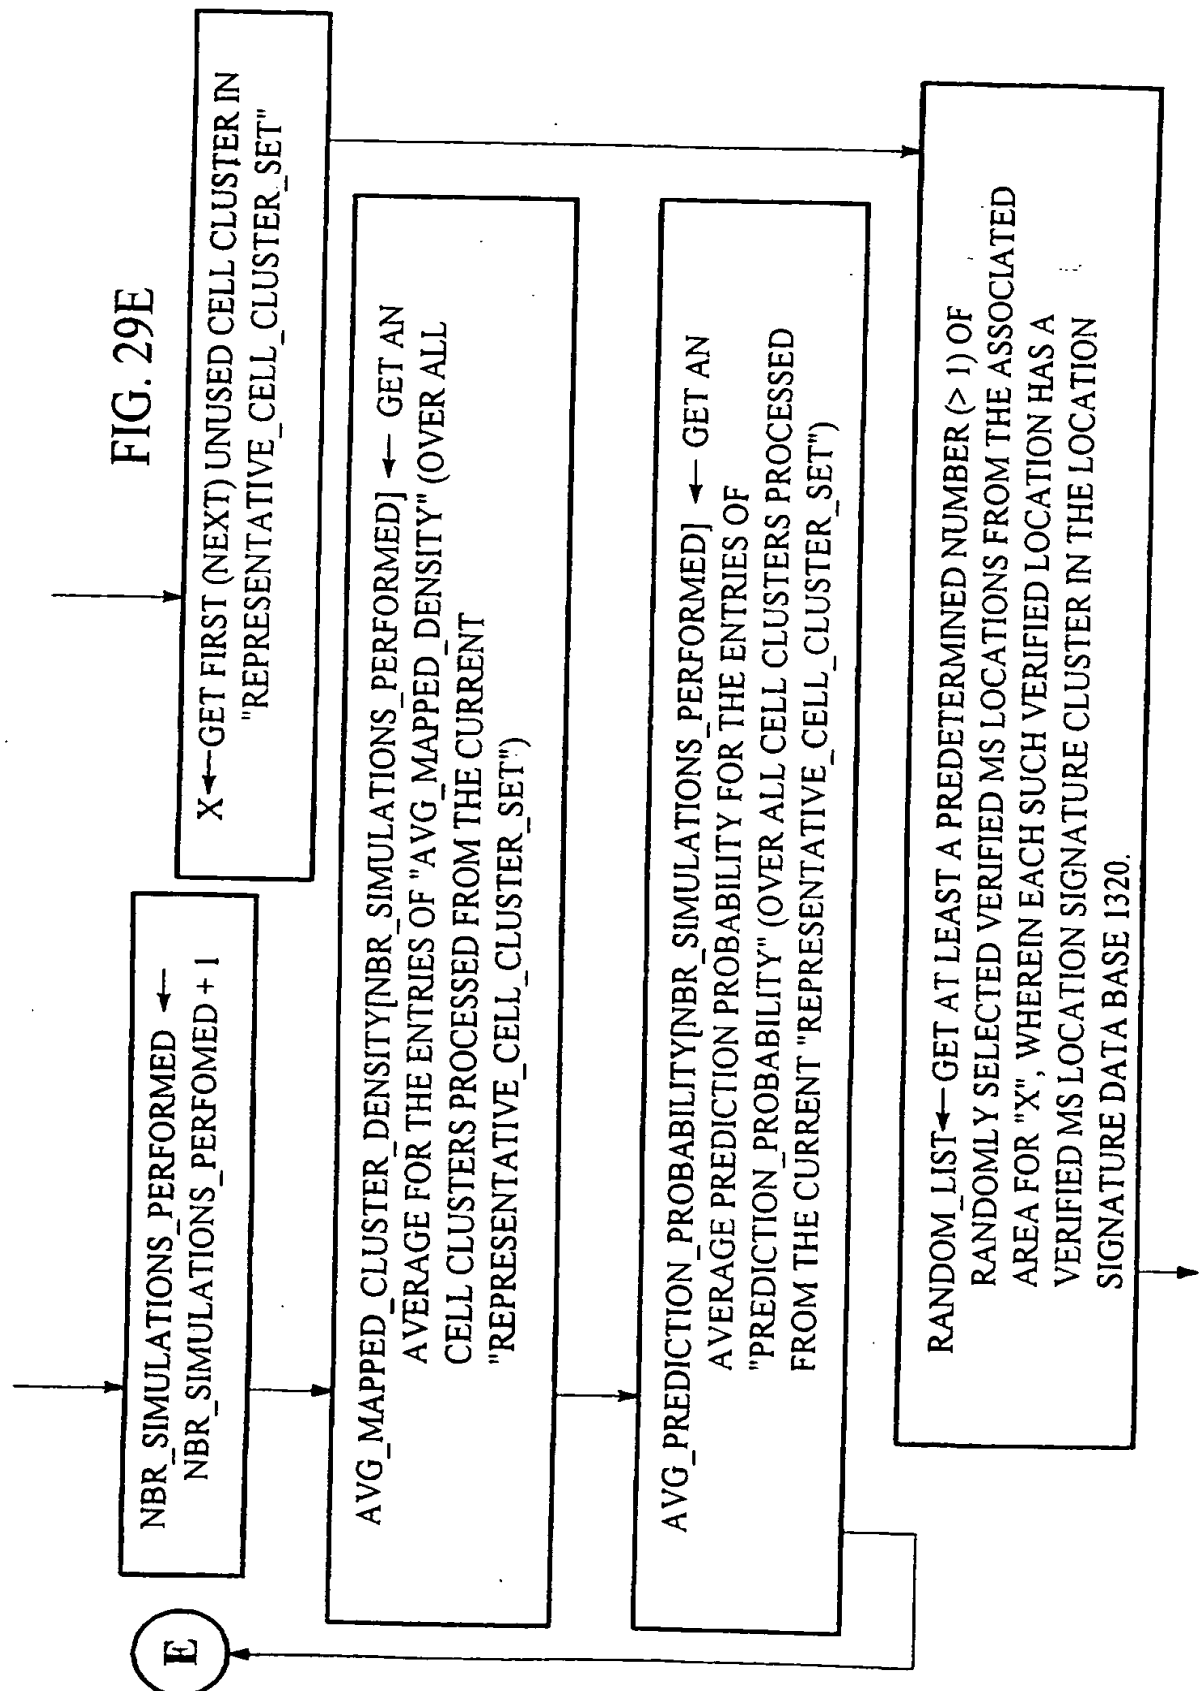 FIG. 29E
NBR_SIMULATIONS_PERFORMED ←
NBR_SIMULATIONS_PERFOMED + 1
X←GET FIRST (NEXT) UNUSED CELL CLUSTER IN
"REPRESENTATIVE_CELL_CLUSTER_SET"
AVG_MAPPED_CLUSTER_DENSITY[NBR_SIMULATIONS_PERFORMED] ← GET AN
AVERAGE FOR THE ENTRIES OF "AVG_MAPPED_DENSITY" (OVER ALL
CELL CLUSTERS PROCESSED FROM THE CURRENT
"REPRESENTATIVE_CELL_CLUSTER_SET")
AVG_PREDICTION_PROBABILITY[NBR_SIMULATIONS_PERFORMED] ← GET AN
AVERAGE PREDICTION PROBABILITY FOR THE ENTRIES OF
"PREDICTION_PROBABILITY" (OVER ALL CELL CLUSTERS PROCESSED
FROM THE CURRENT "REPRESENTATIVE_CELL_CLUSTER_SET")
E
RANDOM_LIST←GET AT LEAST A PREDETERMINED NUMBER (> 1) OF
RANDOMLY SELECTED VERIFIED MS LOCATIONS FROM THE ASSOCIATED
AREA FOR "X", WHEREIN EACH SUCH VERIFIED LOCATION HAS A
VERIFIED MS LOCATION SIGNATURE CLUSTER IN THE LOCATION
SIGNATURE DATA BASE 1320.